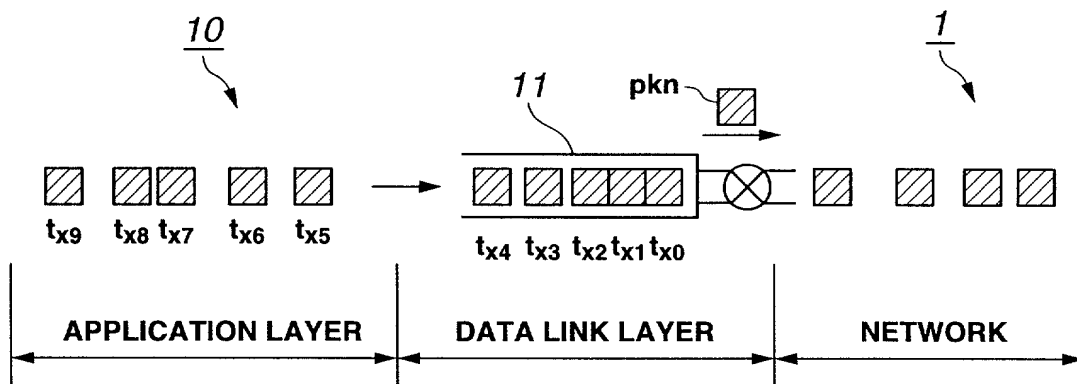 10
1
11
pkn
tx9 tx8 tx7 tx6 tx5
tx4 tx3 tx2 tx1 tx0
APPLICATION LAYER
DATA LINK LAYER
NETWORK